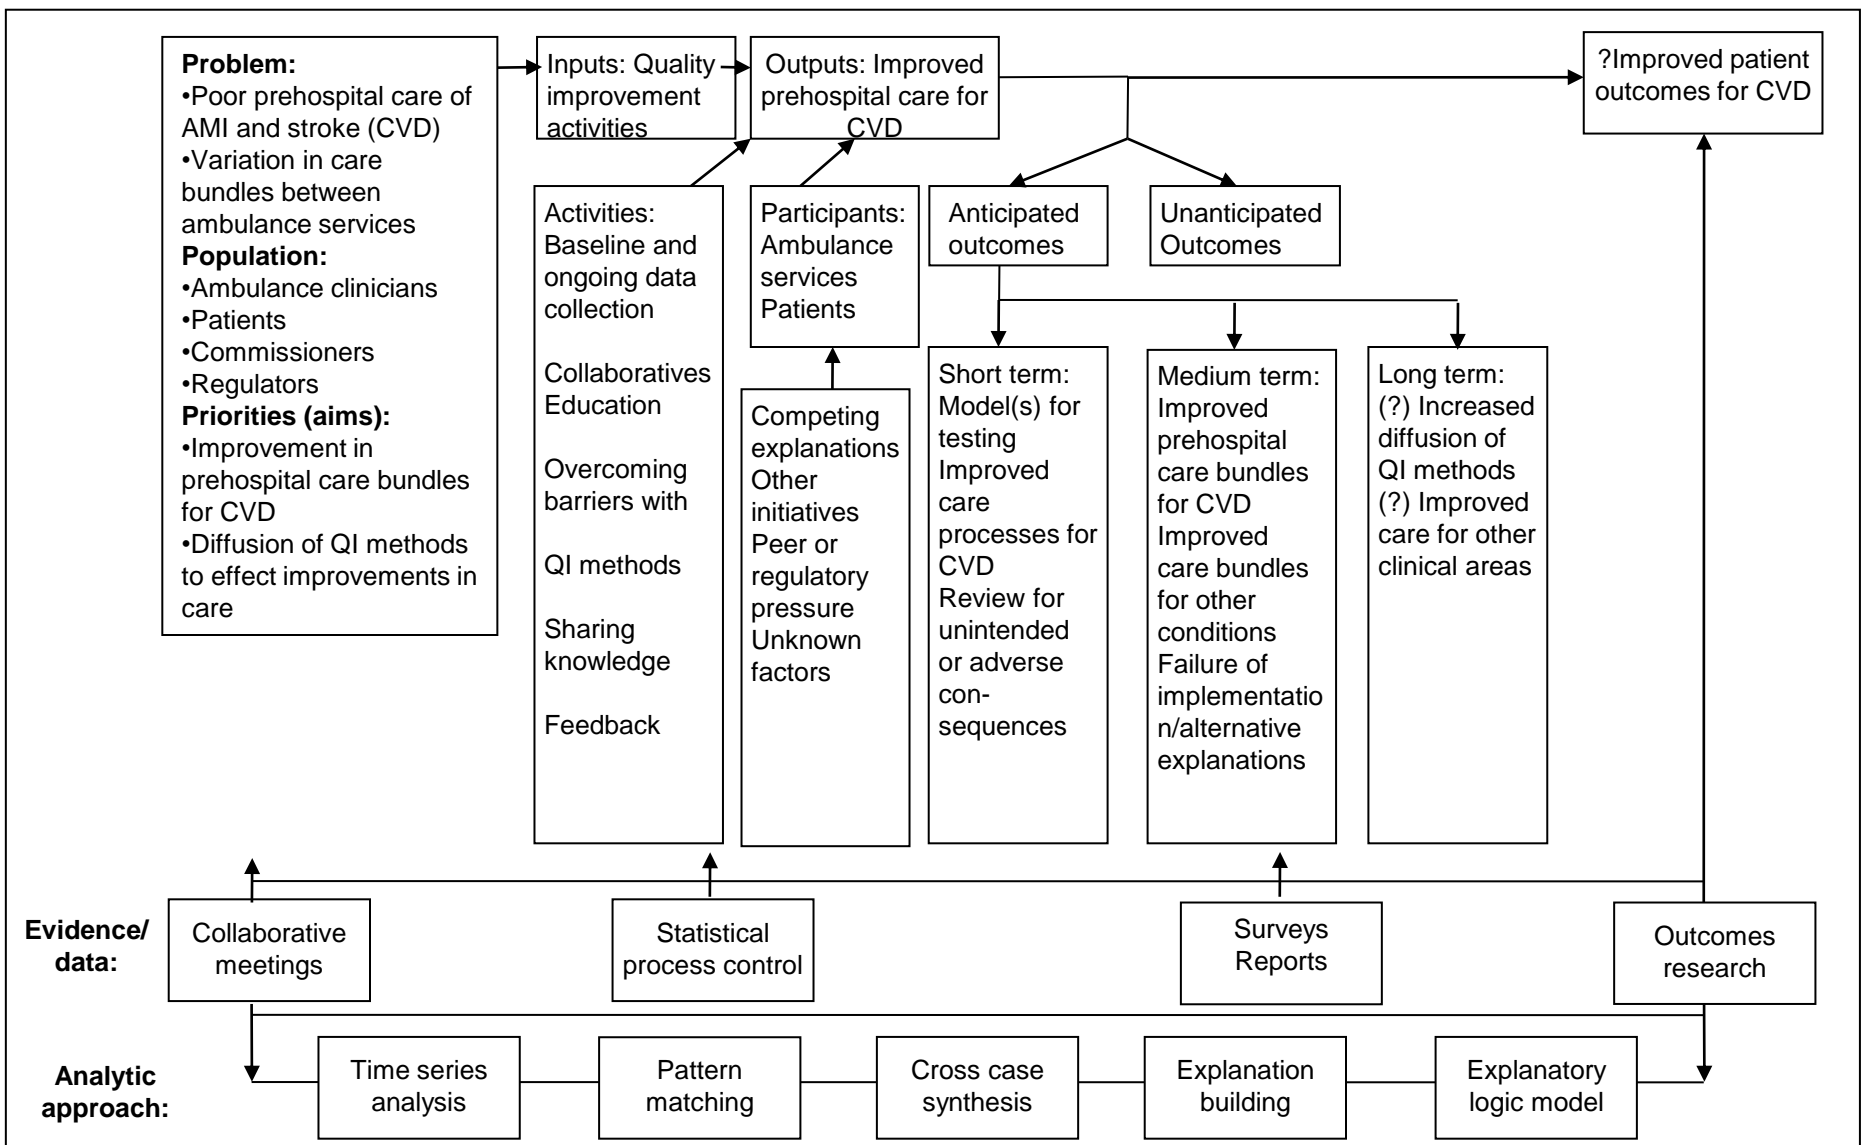 Problem:
•Poor prehospital care of
AMI and stroke (CVD)
•Variation in care
bundles between
ambulance services
Population:
•Ambulance clinicians
•Patients
•Commissioners
•Regulators
Priorities (aims):
•Improvement in
prehospital care bundles
for CVD
•Diffusion of QI methods
to effect improvements in
care
Inputs: Quality
improvement
activities
Outputs: Improved
prehospital care for
CVD
?Improved patient
outcomes for CVD
Activities:
Baseline and
ongoing data
collection
Collaboratives
Education
Overcoming
barriers with
QI methods
Sharing
knowledge
Feedback
Participants:
Ambulance
services
Patients
Competing
explanations
Other
initiatives
Peer or
regulatory
pressure
Unknown
factors
Anticipated
outcomes
Unanticipated
Outcomes
Short term:
Model(s) for
testing
Improved
care
processes for
CVD
Review for
unintended
or adverse
con-
sequences
Medium term:
Improved
prehospital
care bundles
for CVD
Improved
care bundles
for other
conditions
Failure of
implementatio
n/alternative
explanations
Long term:
(?) Increased
diffusion of
QI methods
(?) Improved
care for other
clinical areas
Evidence/
data:
Collaborative
meetings
Statistical
process control
Surveys
Reports
Outcomes
research
Analytic
approach:
Time series
analysis
Pattern
matching
Cross case
synthesis
Explanation
building
Explanatory
logic model